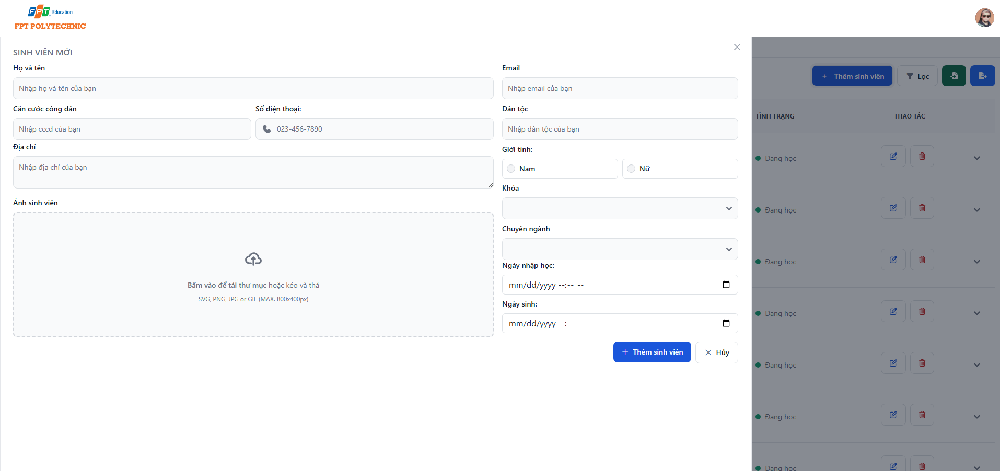 FPT Education
FPT POLYTECHNIC
SINH VIÊN MỚI
Họ và tên
Nhập họ và tên của bạn
Email
Nhập email của bạn
Căn cước công dân
Nhập cccd của bạn
Số điện thoại:
023-456-7890
Dân tộc
Nhập dân tộc của bạn
Địa chỉ
Nhập địa chỉ của bạn
Giới tính:
Nam
Nữ
Khóa
Ảnh sinh viên
Bấm vào để tải thư mục hoặc kéo và thả
SVG, PNG, JPG or GIF (MAX. 800x400px)
Chuyên ngành
Ngày nhập học:
mm/dd/yyyy --:-- --
Ngày sinh:
mm/dd/yyyy --:-- --
+ Thêm sinh viên
Hủy
+ Thêm sinh viên
Lọc
TÌNH TRẠNG
THAO TÁC
Đang học
Đang học
Đang học
Đang học
Đang học
Đang học
Đang học